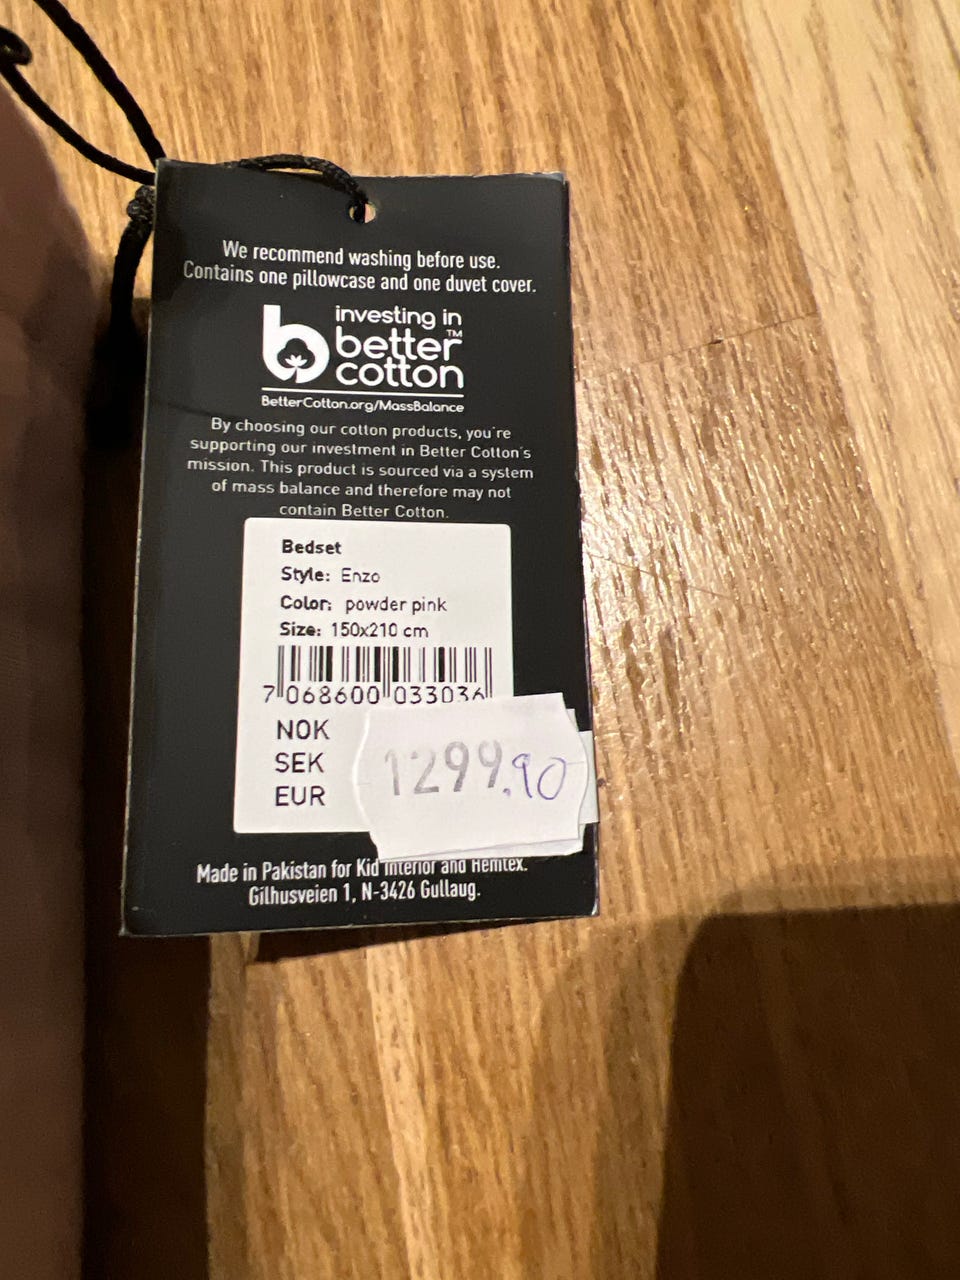 We recommend washing before use.
Contains one pillowcase and one duvet cover.
investing in
better™
cotton
BetterCotton.org/MassBalance
By choosing our cotton products, you're
supporting our investment in Better Cotton's
mission. This product is sourced via a system
of mass balance and therefore may not
contain Better Cotton.
Bedset
Style: Enzo
Color: powder pink
Size: 150x210 cm
7 068600 033036
NOK
SEK
EUR
1299.90
Made in Pakistan for Kid Interior and Hemtex.
Gilhusveien 1, N-3426 Gullaug.